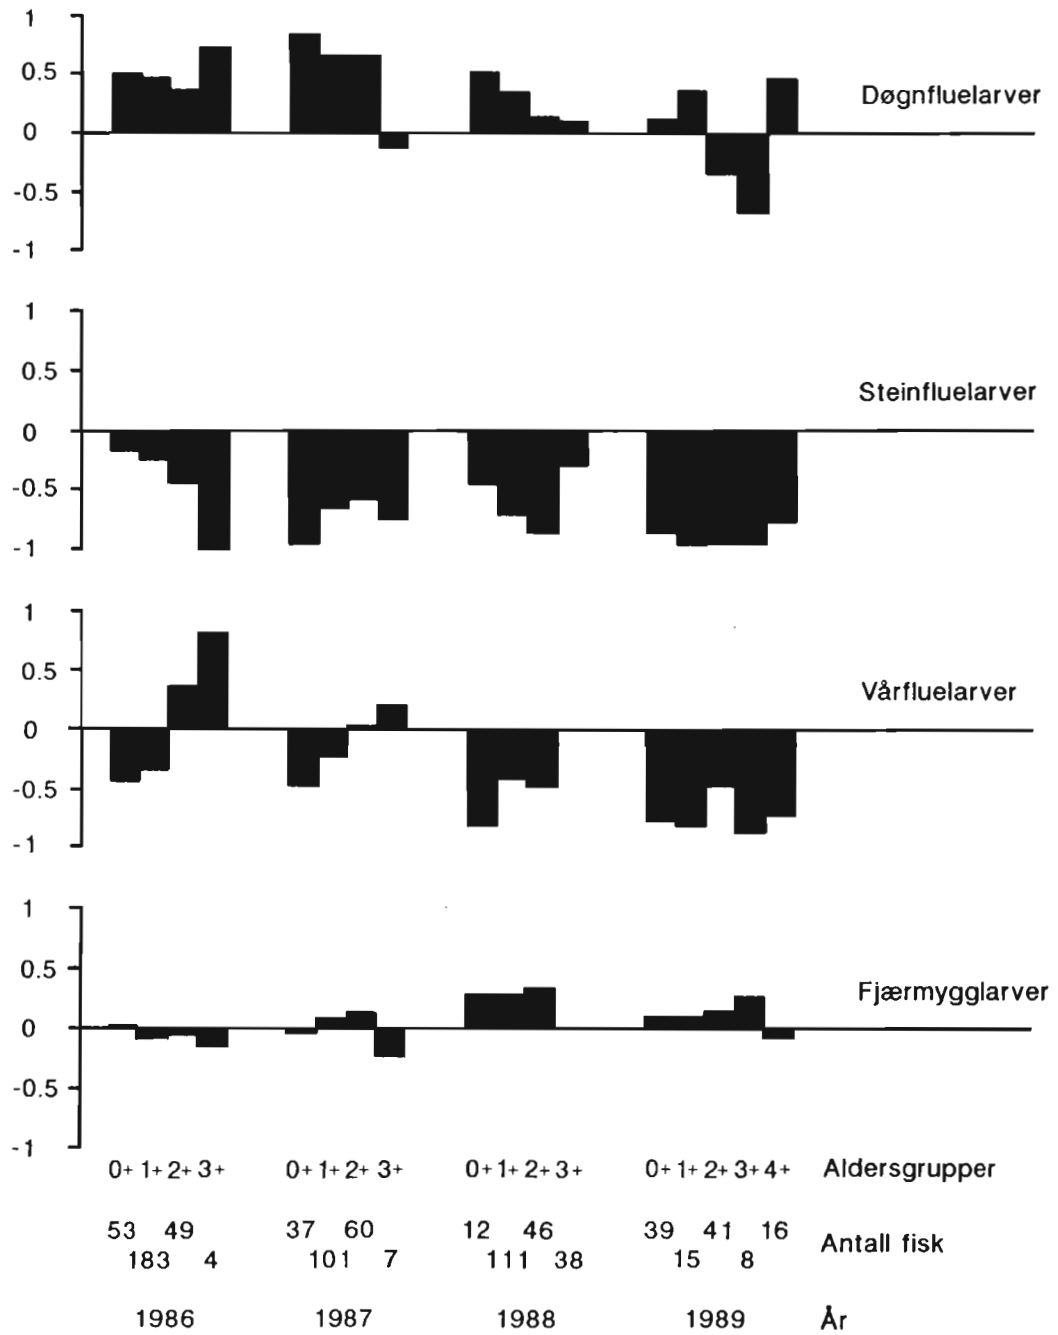 1
0.5
0
-0.5
-1
Døgnfluelarver
1
0.5
0
-0.5
-1
Steinfluelarver
1
0.5
0
-0.5
-1
Vårfluelarver
1
0.5
0
-0.5
-1
Fjærmygglarver
0+ 1+ 2+ 3+ 0+ 1+ 2+ 3+ 0+ 1+ 2+ 3+ 0+ 1+ 2+ 3+ 4+ Aldersgrupper
53 49 37 60 12 46 39 41 16
183 4 101 7 111 38 15 8
Antall fisk
1986 1987 1988 1989 År